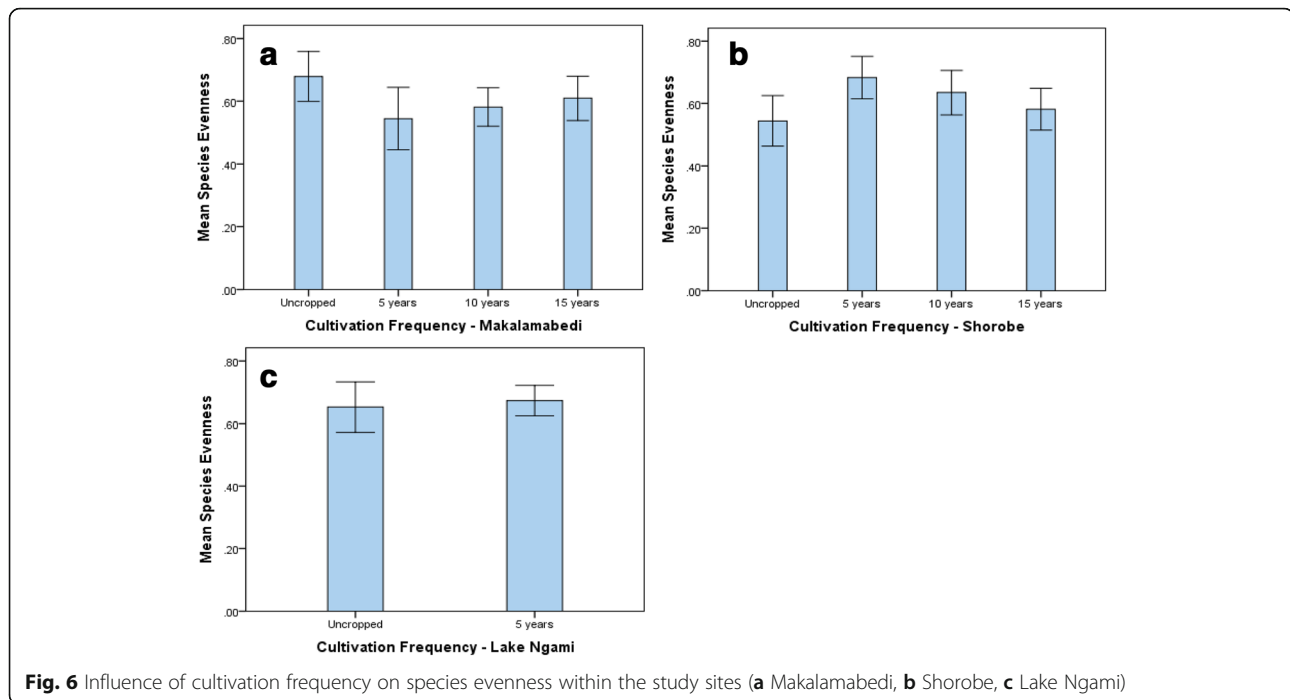 a
.80
.60
.40
.20
.00
Mean Species Evenness
Uncropped 5 years 10 years 15 years
Cultivation Frequency - Makalamabedi
b
.80
.60
.40
.20
.00
Mean Species Evenness
Uncropped 5 years 10 years 15 years
Cultivation Frequency - Shorobe
c
.80
.60
.40
.20
.00
Mean Species Evenness
Uncropped 5 years
Cultivation Frequency - Lake Ngami
Fig. 6 Influence of cultivation frequency on species evenness within the study sites (a Makalamabedi, b Shorobe, c Lake Ngami)